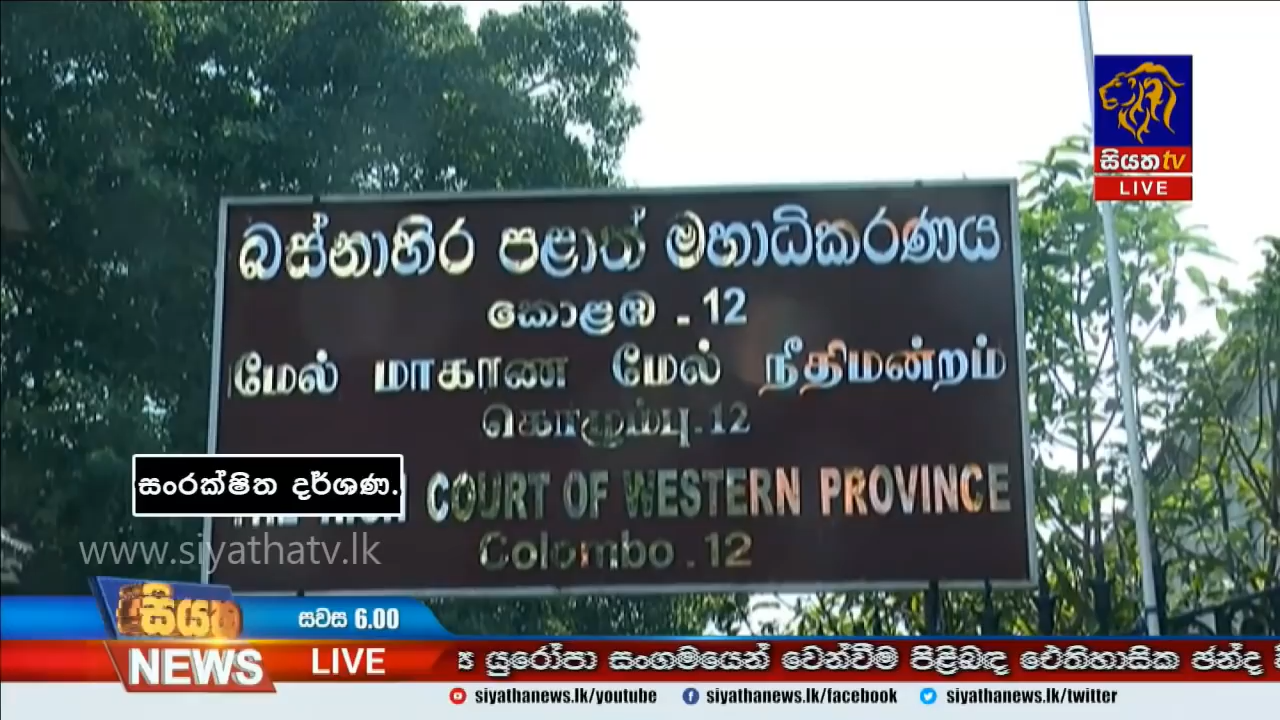 සියත tv
LIVE
බස්නාහිර පළාත් මහාධිකරණය
කොළඹ - 12
மேல் மாகாண மேல் நீதிமன்றம்
கொழும்பு.12
COURT OF WESTERN PROVINCE
Colombo . 12
සංරක්ෂිත දර්ශණ.
www.siyathatv.lk
සියත
NEWS
සවස 6.00
LIVE
යුරෝපා සංගමයෙන් වෙන්වීම පිළිබඳ ඓතිහාසික ඡන්ද
siyathanews.lk/youtube
siyathanews.lk/facebook
siyathanews.lk/twitter